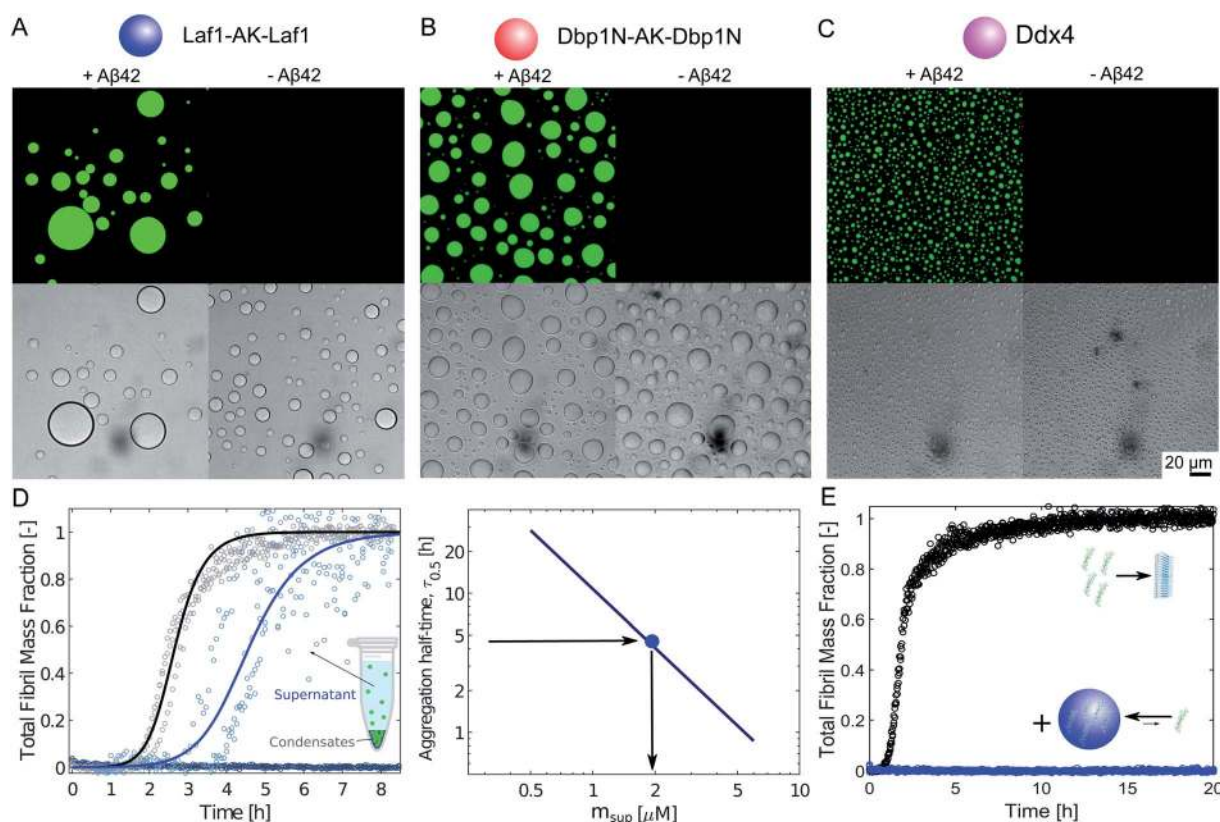 A Laf1-AK-Laf1
+ Aβ42 - Aβ42
B Dbp1N-AK-Dbp1N
+ Aβ42 - Aβ42
C Ddx4
+ Aβ42 - Aβ42
20 µm
D
Total Fibril Mass Fraction [-]
1
0.8
0.6
0.4
0.2
0
0 1 2 3 4 5 6 7 8
Time [h]
Supernatant
Condensates
Aggregation half-time, τ0.5 [h]
20
10
5
2
1
0.5 1 2 5 10
msup [µM]
E
Total Fibril Mass Fraction [-]
1
0.8
0.6
0.4
0.2
0
+
0 5 10 15 20
Time [h]